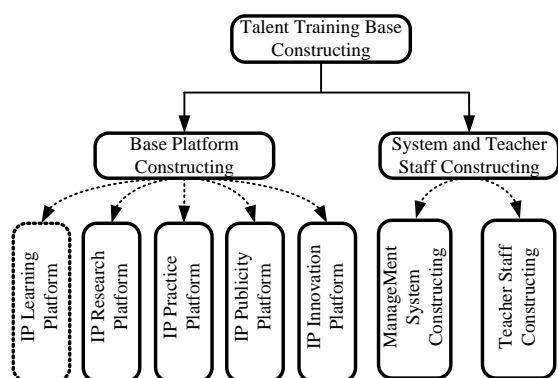 Talent Training Base
Constructing
Base Platform
Constructing
System and Teacher
Staff Constructing
IP Learning
Platform
IP Research
Platform
IP Practice
Platform
IP Publicity
Platform
IP Innovation
Platform
ManageMent
System
Constructing
Teacher Staff
Constructing